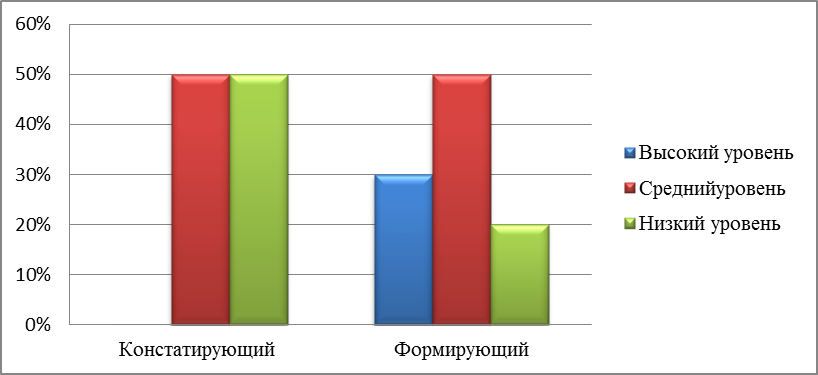 60%
50%
40%
30%
20%
10%
0%
Констатирующий
Формирующий
Высокий уровень
Среднийуровень
Низкий уровень